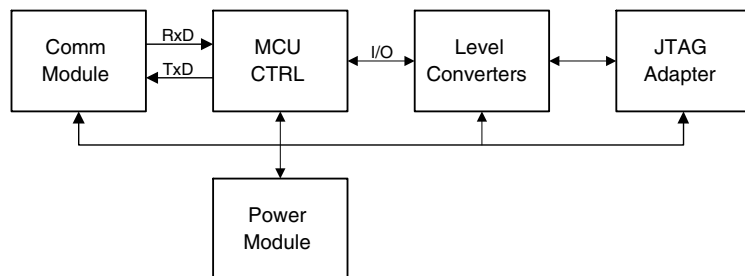 Comm
Module
RxD
TxD
MCU
CTRL
I/O
Level
Converters
JTAG
Adapter
Power
Module